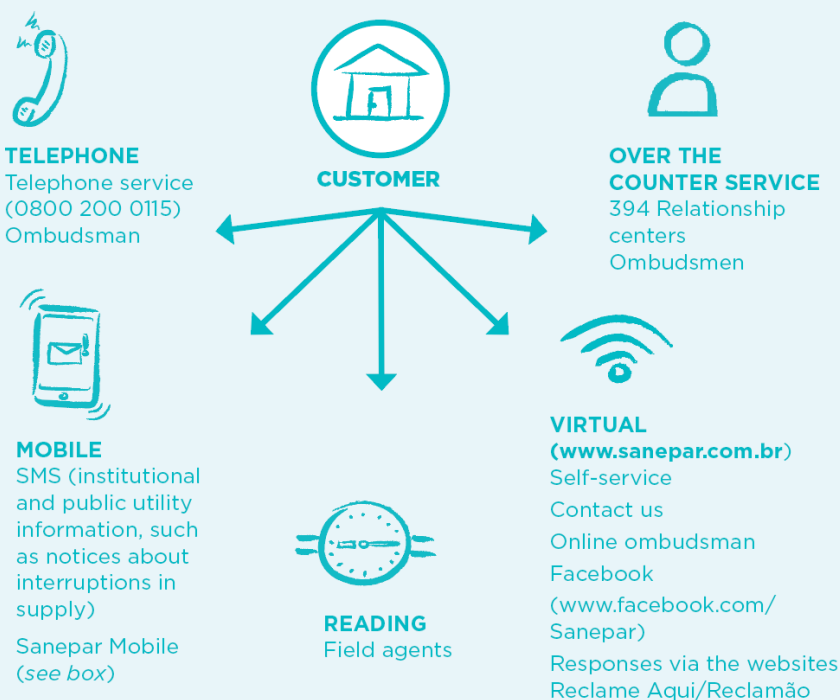 CUSTOMER
TELEPHONE
Telephone service
(0800 200 0115)
Ombudsman
OVER THE
COUNTER SERVICE
394 Relationship
centers
Ombudsmen
MOBILE
SMS (institutional
and public utility
information, such
as notices about
interruptions in
supply)
Sanepar Mobile
(see box)
READING
Field agents
VIRTUAL
(www.sanepar.com.br)
Self-service
Contact us
Online ombudsman
Facebook
(www.facebook.com/
Sanepar)
Responses via the websites
Reclame Aqui/Reclamão